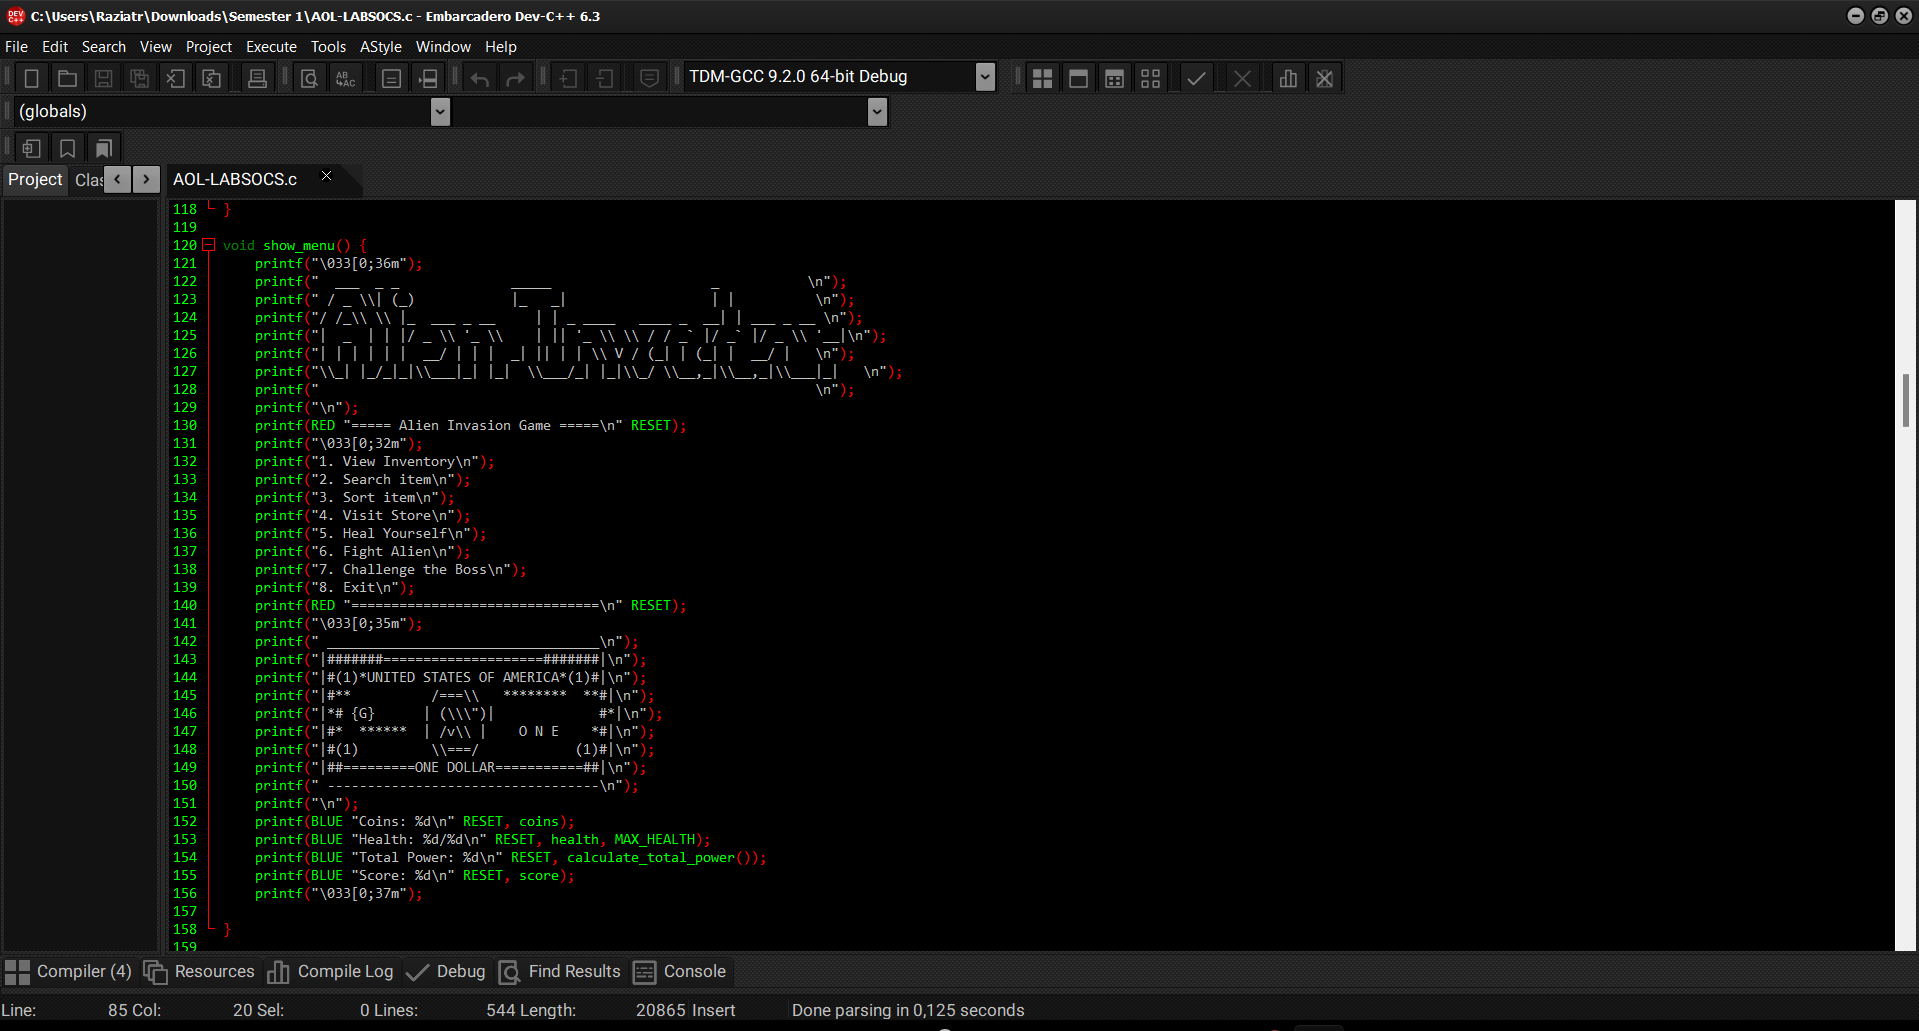 C:\Users\Raziatr\Downloads\Semester 1\AOL-LABSOCS.c - Embarcadero Dev-C++ 6.3
File Edit Search View Project Execute Tools AStyle Window Help
TDM-GCC 9.2.0 64-bit Debug
(globals)
Project Clas AOL-LABSOCS.c
118 }
119
120 void show_menu() {
121     printf("\033[0;36m");
122     printf("  ___  _ _              _____                    _           \n");
123     printf(" / _ \\| (_)            |_   _|                  | |          \n");
124     printf("/ /_\\ \\ |_  ___ _ __     | | _ ____   ____ _  __| | ___ _ __ \n");
125     printf("|  _  | | |/ _ \\ '_ \\    | || '_ \\ \\ / / _` |/ _` |/ _ \\ '__|\n");
126     printf("| | | | | |  __/ | | |  _| || | | \\ V / (_| | (_| |  __/ |   \n");
127     printf("\\_| |_/_|_|\\___|_| |_|  \\___/_| |_|\\_/ \\__,_|\\__,_|\\___|_|   \n");
128     printf("                                                              \n");
129     printf("\n");
130     printf(RED "===== Alien Invasion Game =====\n" RESET);
131     printf("\033[0;32m");
132     printf("1. View Inventory\n");
133     printf("2. Search item\n");
134     printf("3. Sort item\n");
135     printf("4. Visit Store\n");
136     printf("5. Heal Yourself\n");
137     printf("6. Fight Alien\n");
138     printf("7. Challenge the Boss\n");
139     printf("8. Exit\n");
140     printf(RED "===============================\n" RESET);
141     printf("\033[0;35m");
142     printf(" __________________________________\n");
143     printf("|#######====================#######|\n");
144     printf("|#(1)*UNITED STATES OF AMERICA*(1)#|\n");
145     printf("|#**          /===\\   ********  **#|\n");
146     printf("|*# {G}      | (\\\")|             #*|\n");
147     printf("|#*  ******  | /v\\ |    O N E    *#|\n");
148     printf("|#(1)         \\===/            (1)#|\n");
149     printf("|##=========ONE DOLLAR===========##|\n");
150     printf(" ----------------------------------\n");
151     printf("\n");
152     printf(BLUE "Coins: %d\n" RESET, coins);
153     printf(BLUE "Health: %d/%d\n" RESET, health, MAX_HEALTH);
154     printf(BLUE "Total Power: %d\n" RESET, calculate_total_power());
155     printf(BLUE "Score: %d\n" RESET, score);
156     printf("\033[0;37m");
157
158 }
159
Compiler (4) Resources Compile Log Debug Find Results Console
Line: 85 Col: 20 Sel: 0 Lines: 544 Length: 20865 Insert Done parsing in 0,125 seconds